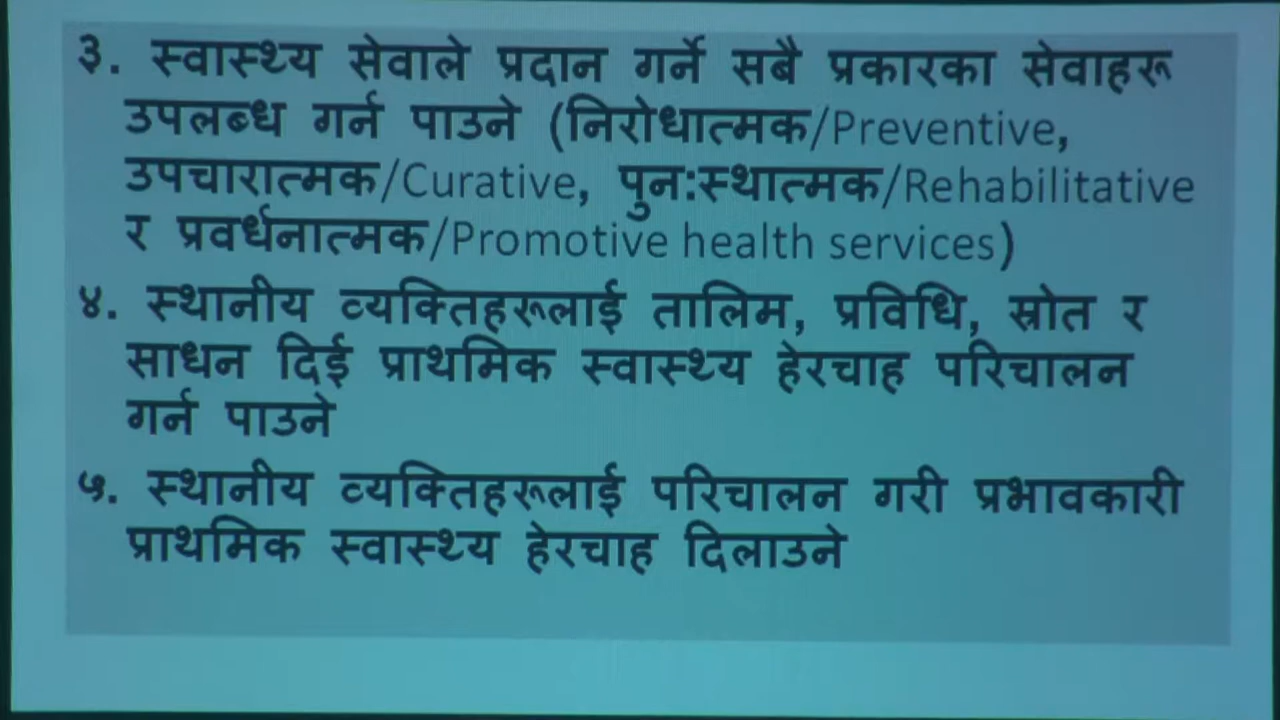 ३. स्वास्थ्य सेवाले प्रदान गर्ने सबै प्रकारका सेवाहरू
उपलब्ध गर्न पाउने (निरोधात्मक/Preventive,
उपचारात्मक/Curative, पुन:स्थात्मक/Rehabilitative
र प्रवर्धनात्मक/Promotive health services)
४. स्थानीय व्यक्तिहरूलाई तालिम, प्रविधि, स्रोत र
साधन दिई प्राथमिक स्वास्थ्य हेरचाह परिचालन
गर्न पाउने
५. स्थानीय व्यक्तिहरूलाई परिचालन गरी प्रभावकारी
प्राथमिक स्वास्थ्य हेरचाह दिलाउने